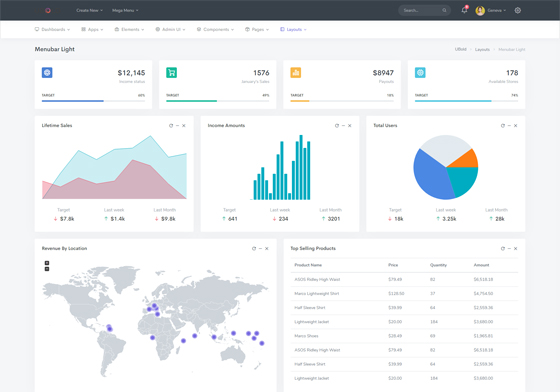 Create New
Mega Menu
Search...
Geneva
Dashboards
Apps
Elements
Admin UI
Components
Pages
Layouts
Menubar Light
UBold
Layouts
Menubar Light
$12,145
Income status
TARGET
60%
1576
January's Sales
TARGET
49%
$8947
Payouts
TARGET
18%
178
Available Stores
TARGET
74%
Lifetime Sales
Target
Last week
Last Month
$7.8k
$1.4k
$9.8k
Income Amounts
Target
Last week
Last Month
641
234
3201
Total Users
Target
Last week
Last Month
18k
3.25k
28k
Revenue By Location
Top Selling Products
Product Name Price Quantity Amount
ASOS Ridley High Waist $79.49 82 $6,518.18
Marco Lightweight Shirt $128.50 37 $4,754.50
Half Sleeve Shirt $39.99 64 $2,559.36
Lightweight Jacket $20.00 184 $3,680.00
Marco Shoes $28.49 69 $1,965.81
ASOS Ridley High Waist $79.49 82 $6,518.18
Half Sleeve Shirt $39.99 64 $2,559.36
Lightweight Jacket $20.00 184 $3,680.00